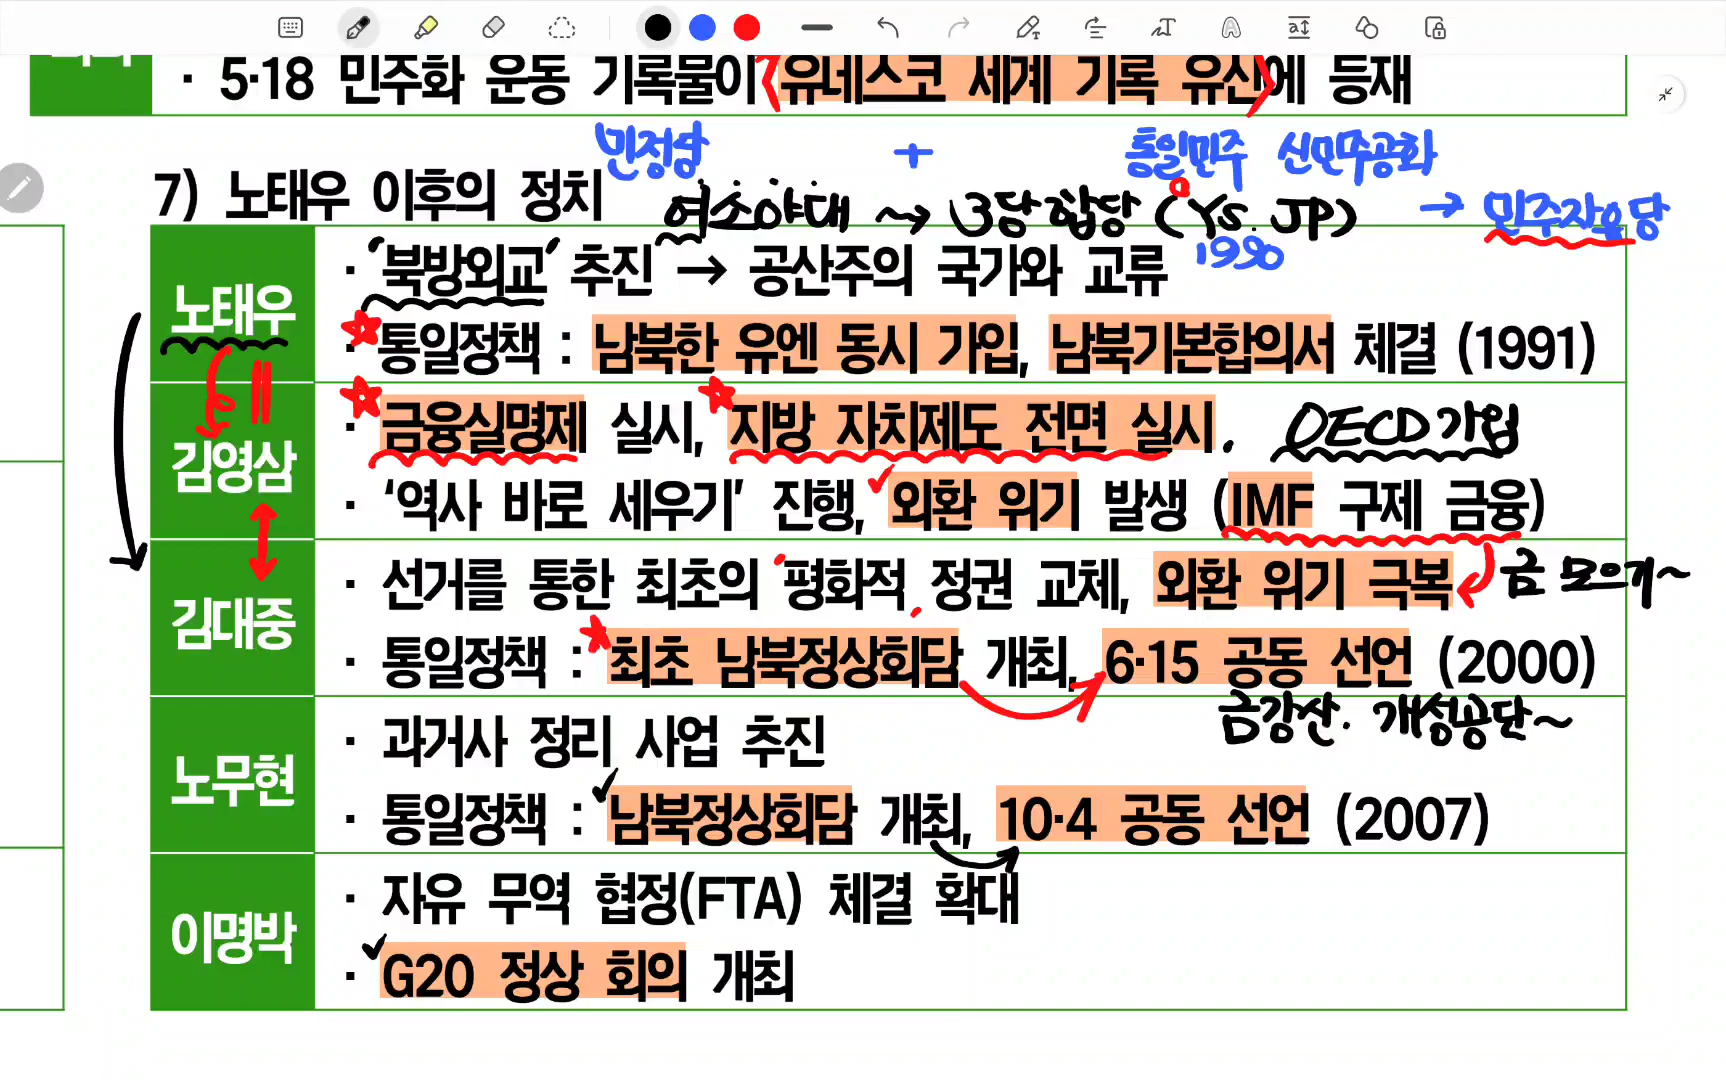 · 5·18 민주화 운동 기록물이 〈유네스코 세계 기록 유산〉에 등재
민정당 + 통일민주 신민주공화
7) 노태우 이후의 정치
여소야대 → 3당 합당 (YS. JP) → 민주자유당
1990
노태우
· '북방외교' 추진 → 공산주의 국가와 교류
· 통일정책 : 남북한 유엔 동시 가입, 남북기본합의서 체결 (1991)
김영삼
· 금융실명제 실시, 지방 자치제도 전면 실시. OECD 가입
· '역사 바로 세우기' 진행, 외환 위기 발생 (IMF 구제 금융)
김대중
· 선거를 통한 최초의 평화적 정권 교체, 외환 위기 극복 금 모으기~
· 통일정책 : 최초 남북정상회담 개최, 6·15 공동 선언 (2000)
금강산. 개성공단~
노무현
· 과거사 정리 사업 추진
· 통일정책 : 남북정상회담 개최, 10·4 공동 선언 (2007)
이명박
· 자유 무역 협정(FTA) 체결 확대
· G20 정상 회의 개최